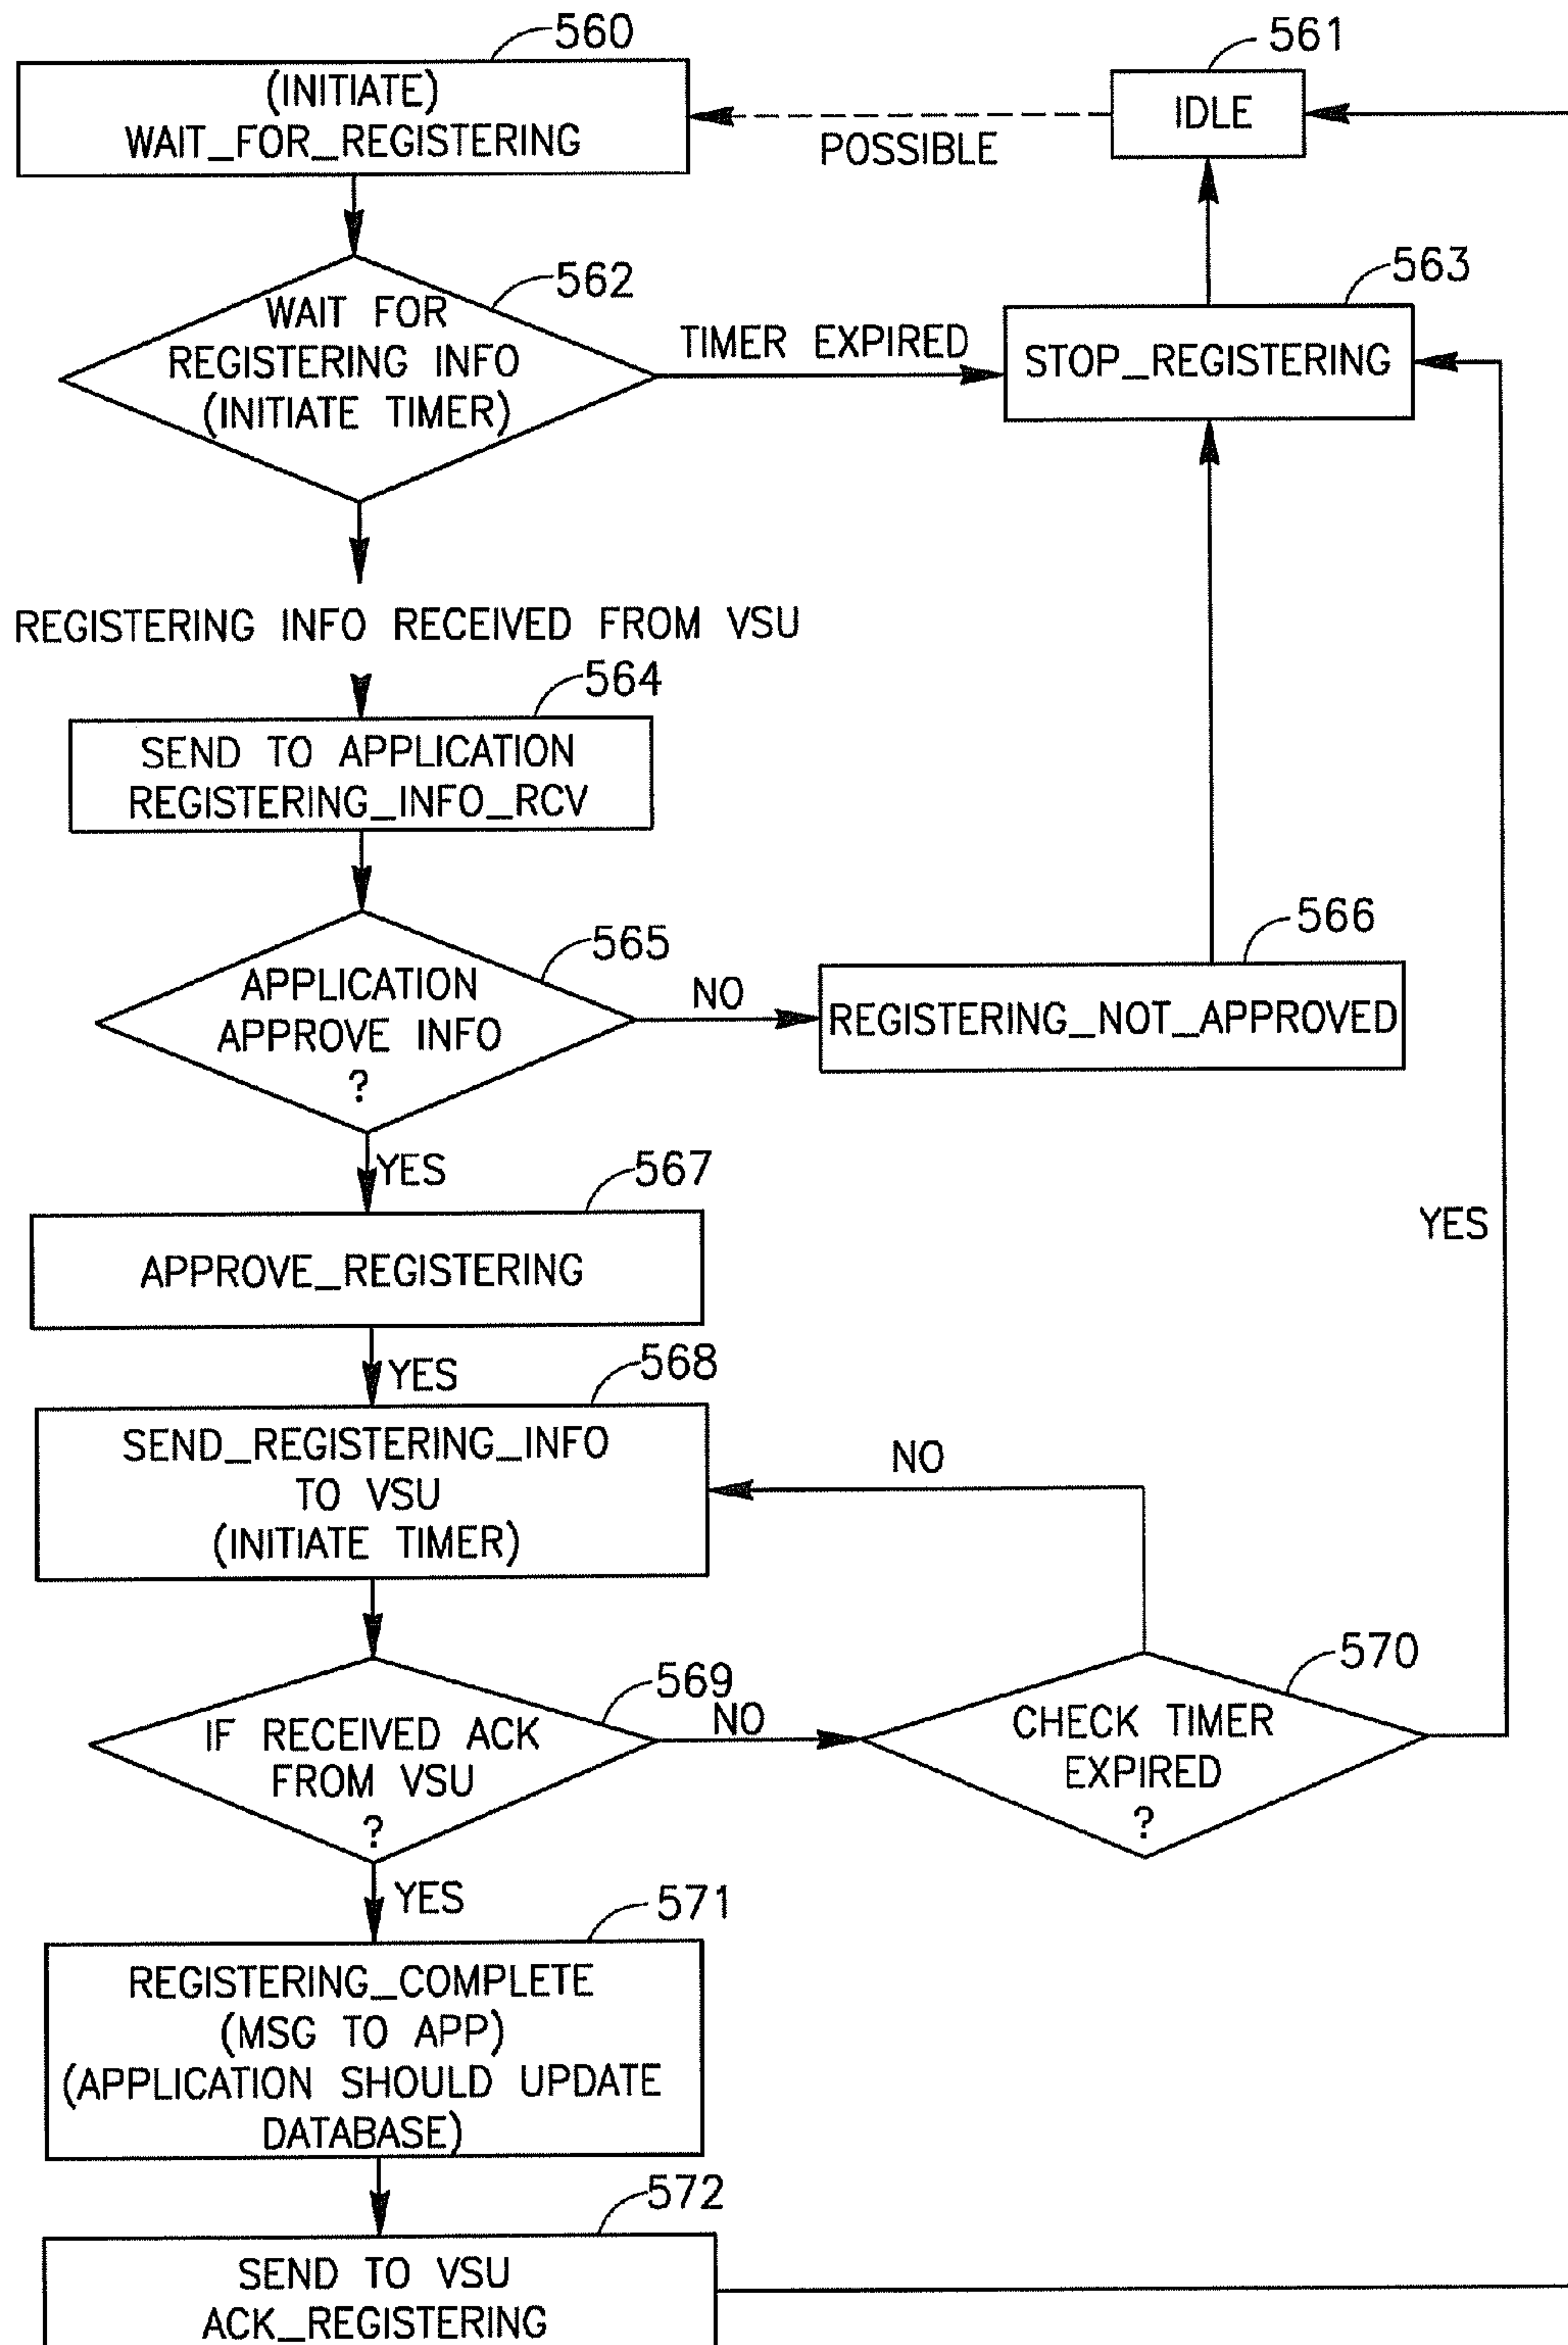 560
(INITIATE)
WAIT_FOR_REGISTERING
561
IDLE
POSSIBLE
562
WAIT FOR
REGISTERING INFO
(INITIATE TIMER)
TIMER EXPIRED
563
STOP_REGISTERING
REGISTERING INFO RECEIVED FROM VSU
564
SEND TO APPLICATION
REGISTERING_INFO_RCV
565
APPLICATION
APPROVE INFO
?
NO
566
REGISTERING_NOT_APPROVED
YES
567
APPROVE_REGISTERING
YES
YES
568
SEND_REGISTERING_INFO
TO VSU
(INITIATE TIMER)
NO
569
IF RECEIVED ACK
FROM VSU
?
NO
570
CHECK TIMER
EXPIRED
?
YES
571
REGISTERING_COMPLETE
(MSG TO APP)
(APPLICATION SHOULD UPDATE
DATABASE)
572
SEND TO VSU
ACK_REGISTERING